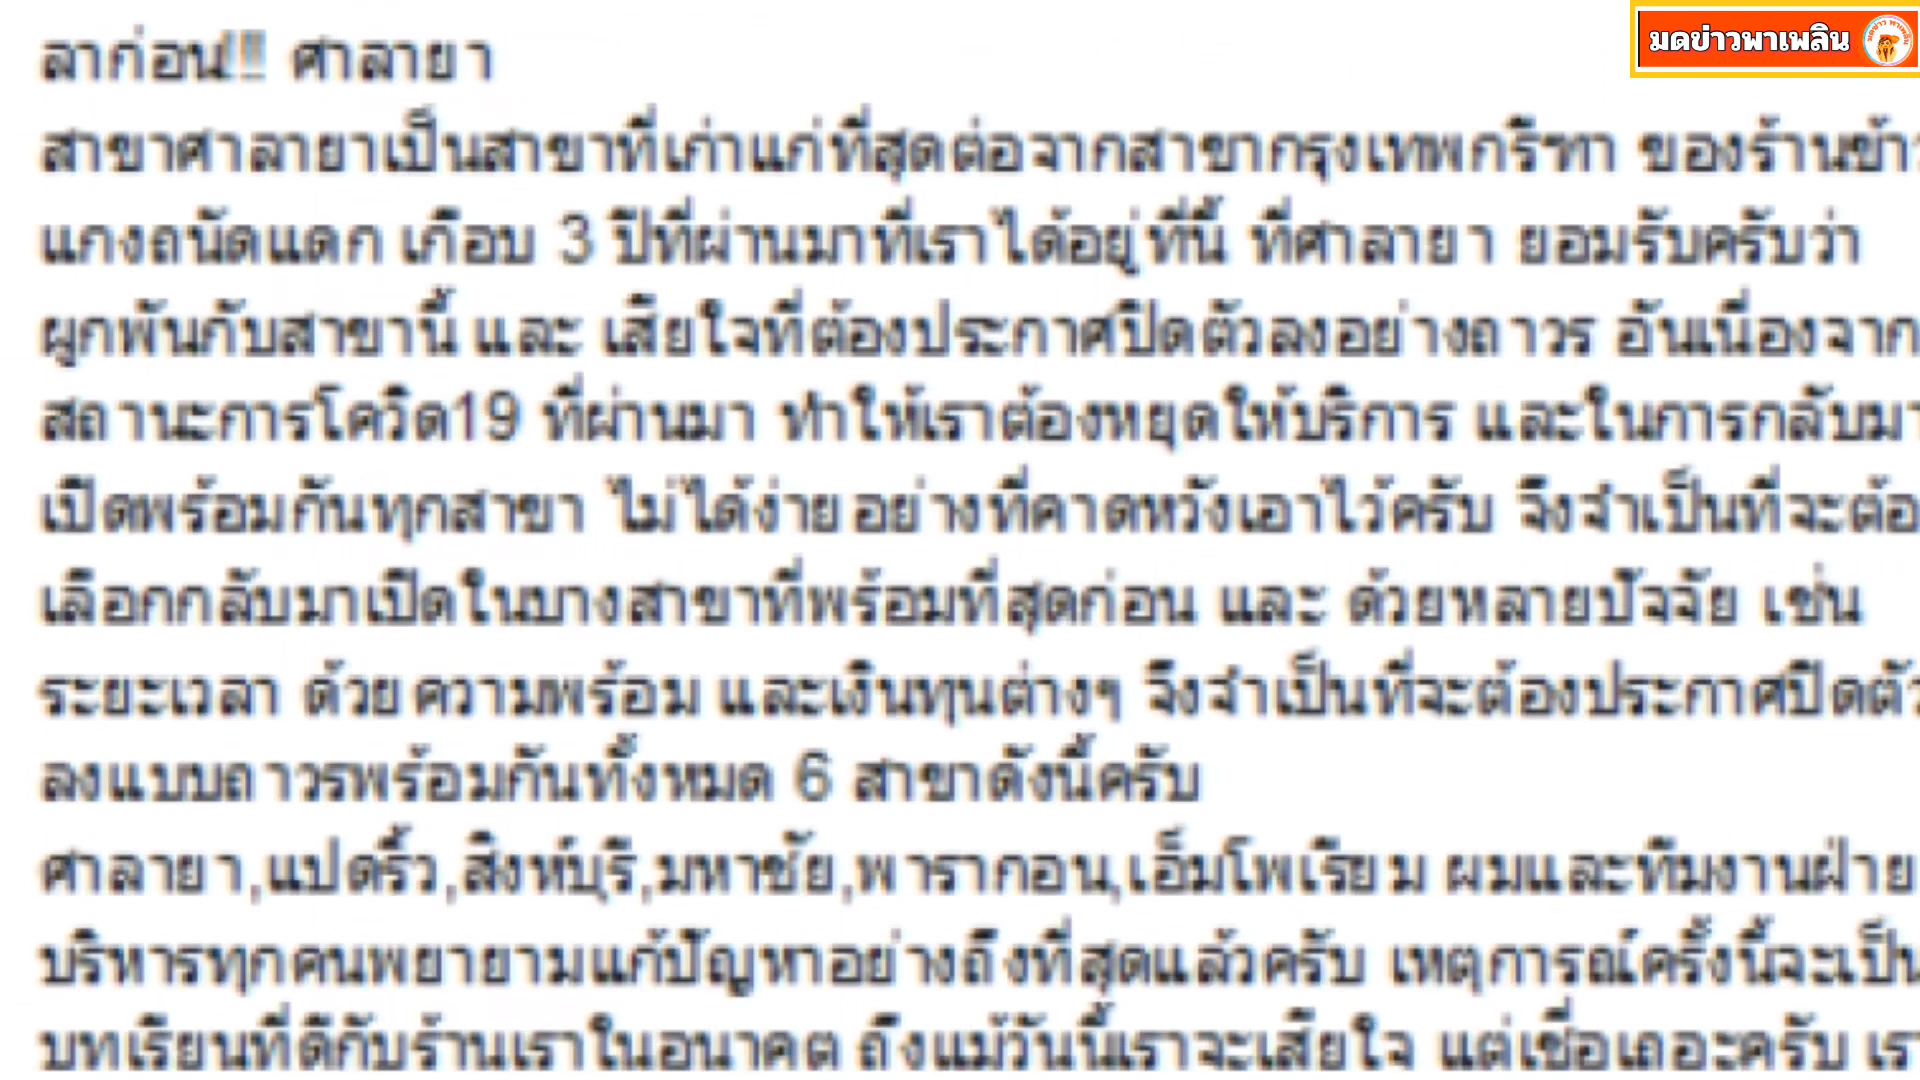 มดข่าวพาเพลิน
ลาก่อน!!! ศาลายา
สาขาศาลายาเป็นสาขาที่เก่าแก่ที่สุดต่อจากสาขากรุงเทพกรีฑา ของร้านข้าว
แกงถนัดแดก เกือบ 3 ปีที่ผ่านมาที่เราได้อยู่ที่นี้ ที่ศาลายา ยอมรับครับว่า
ผูกพันกับสาขานี้ และ เสียใจที่ต้องประกาศปิดตัวลงอย่างถาวร อันเนื่องจาก
สถานะการโควิด19 ที่ผ่านมา ทำให้เราต้องหยุดให้บริการ และในการกลับมา
เปิดพร้อมกันทุกสาขา ไม่ได้ง่ายอย่างที่คาดหวังเอาไว้ครับ จึงจำเป็นที่จะต้อ
เลือกกลับมาเปิดในบางสาขาที่พร้อมที่สุดก่อน และ ด้วยหลายปัจจัย เช่น
ระยะเวลา ด้วยความพร้อม และเงินทุนต่างๆ จึงจำเป็นที่จะต้องประกาศปิดตัว
ลงแบบถาวรพร้อมกันทั้งหมด 6 สาขาดังนี้ครับ
ศาลายา,แปดริ้ว,สิงห์บุรี,มหาชัย,พารากอน,เอ็มโพเรียม ผมและทีมงานฝ่าย
บริหารทุกคนพยายามแก้ปัญหาอย่างถึงที่สุดแล้วครับ เหตุการณ์ครั้งนี้จะเป็น
บทเรียนที่ดีกับร้านเราในอนาคต ถึงแม้วันนี้เราจะเสียใจ แต่เชื่อเถอะครับ เรา